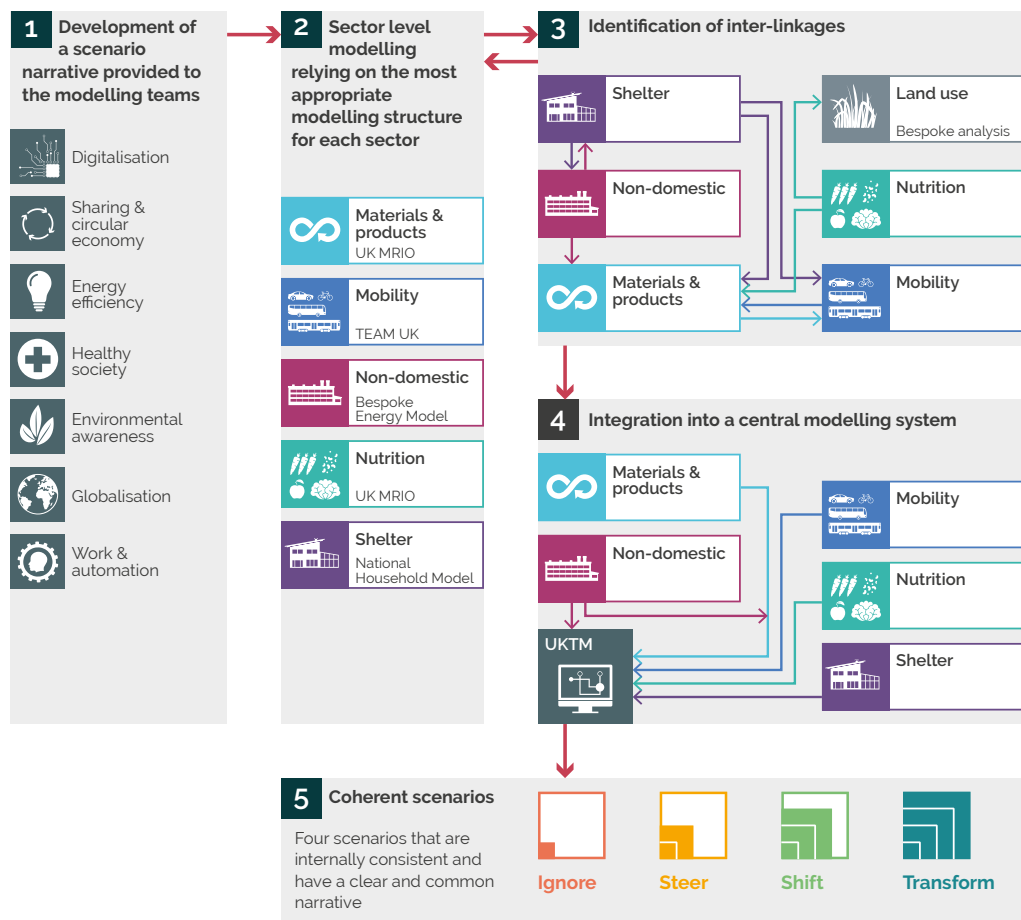 1 Development of
a scenario
narrative provided to
the modelling teams
Digitalisation
Sharing &
circular
economy
Energy
efficiency
Healthy
society
Environmental
awareness
Globalisation
Work &
automation
2 Sector level
modelling
relying on the most
appropriate
modelling structure
for each sector
Materials &
products
UK MRIO
Mobility
TEAM UK
Non-domestic
Bespoke
Energy Model
Nutrition
UK MRIO
Shelter
National
Household Model
3 Identification of inter-linkages
Shelter
Non-domestic
Materials &
products
Land use
Bespoke analysis
Nutrition
Mobility
4 Integration into a central modelling system
Materials &
products
Non-domestic
UKTM
Mobility
Nutrition
Shelter
5 Coherent scenarios
Four scenarios that are
internally consistent and
have a clear and common
narrative
Ignore
Steer
Shift
Transform